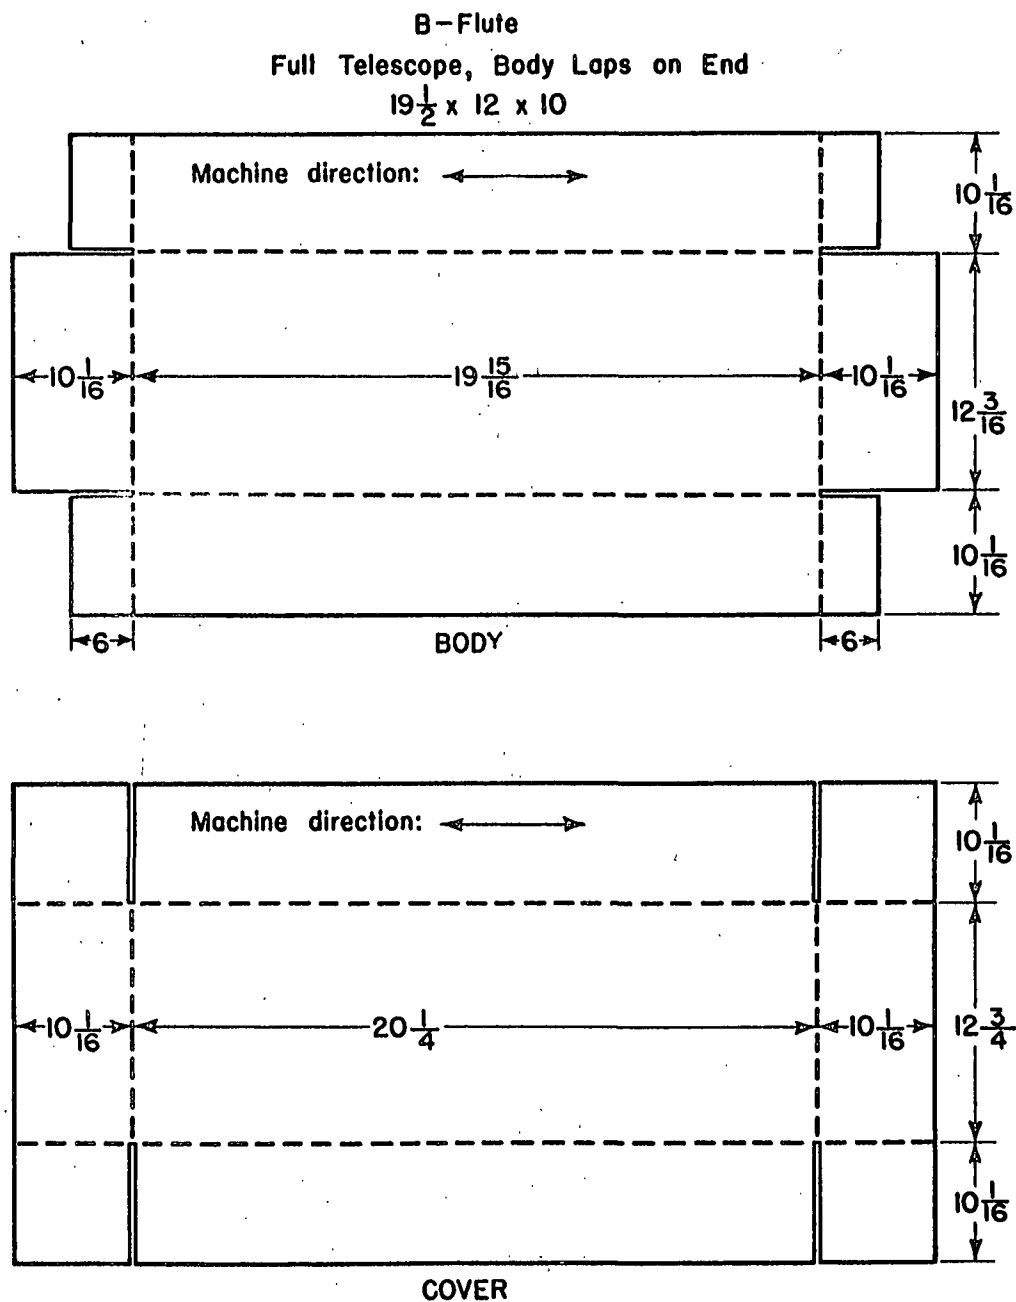 B-Flute
Full Telescope, Body Laps on End
19 1/2 x 12 x 10
Machine direction:
10 1/16
10 1/16
19 15/16
10 1/16
12 3/16
10 1/16
6
BODY
6
Machine direction:
10 1/16
10 1/16
20 1/4
10 1/16
12 3/4
10 1/16
COVER